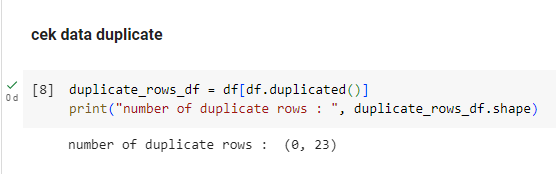 cek data duplicate
[8] duplicate_rows_df = df[df.duplicated()]
0 d
print("number of duplicate rows : ", duplicate_rows_df.shape)
number of duplicate rows :  (0, 23)